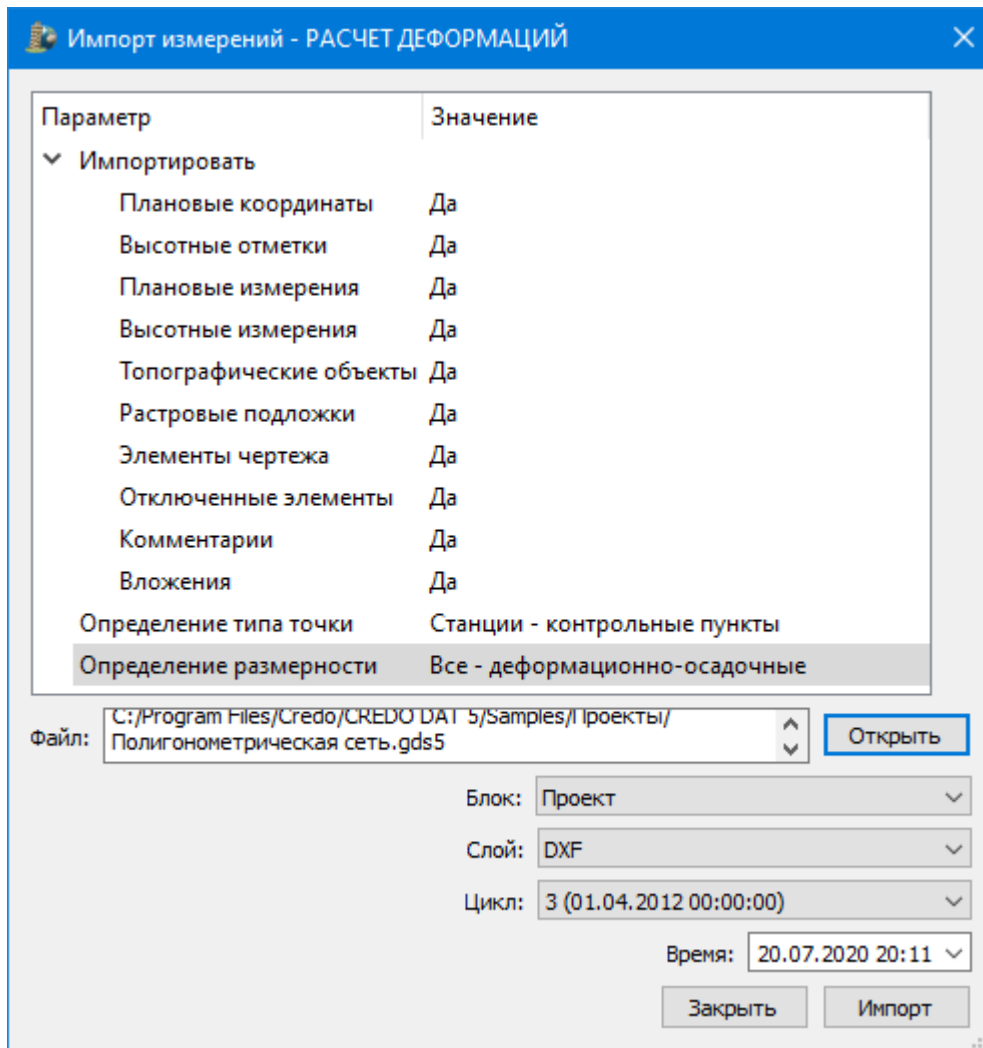 Импорт измерений - РАСЧЕТ ДЕФОРМАЦИЙ
Параметр Значение
Импортировать
Плановые координаты Да
Высотные отметки Да
Плановые измерения Да
Высотные измерения Да
Топографические объекты Да
Растровые подложки Да
Элементы чертежа Да
Отключенные элементы Да
Комментарии Да
Вложения Да
Определение типа точки Станции - контрольные пункты
Определение размерности Все - деформационно-осадочные
Файл: C:/Program Files/Credo/CREDO DAT 5/Samples/Проекты/
Полигонометрическая сеть.gds5
Открыть
Блок: Проект
Слой: DXF
Цикл: 3 (01.04.2012 00:00:00)
Время: 20.07.2020 20:11
Закрыть Импорт